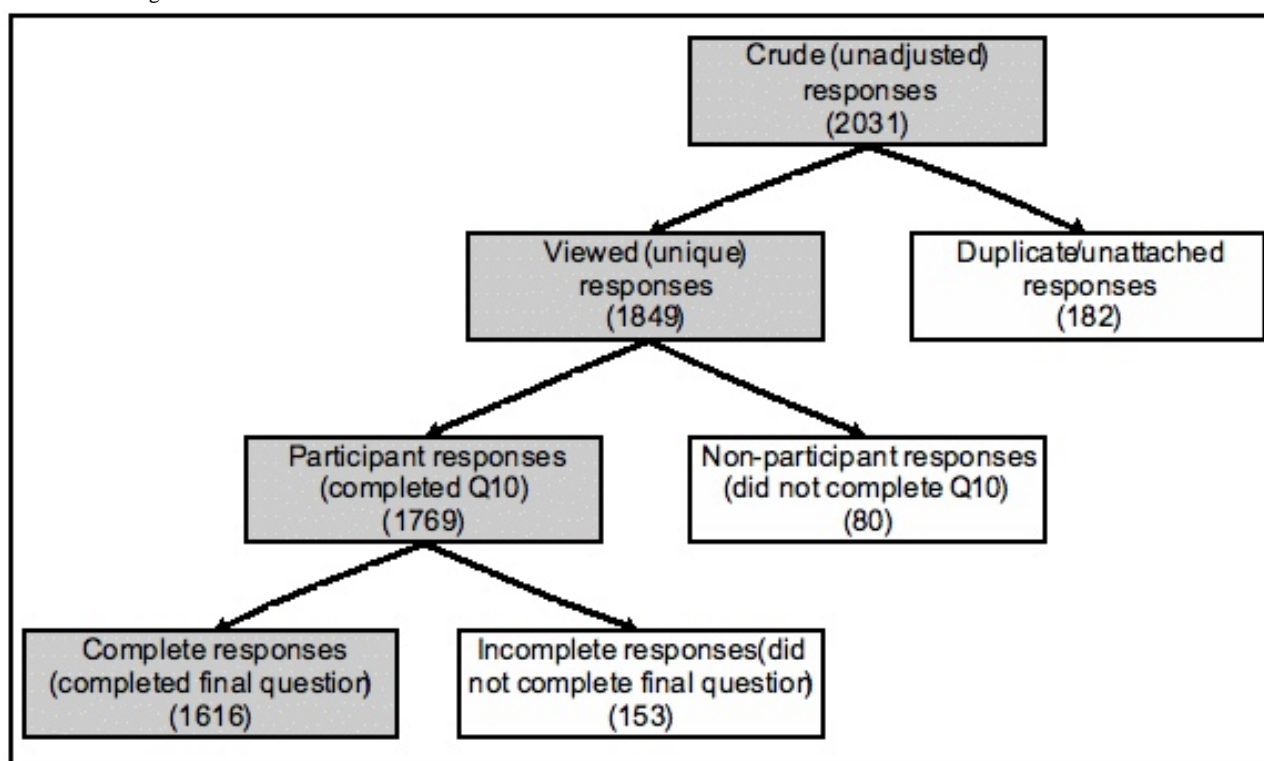 Crude (unadjusted)
responses
(2031)
Viewed (unique)
responses
(1849)
Duplicate/unattached
responses
(182)
Participant responses
(completed Q10)
(1769)
Non-participant responses
(did not complete Q10)
(80)
Complete responses
(completed final question)
(1616)
Incomplete responses(did
not complete final question)
(153)